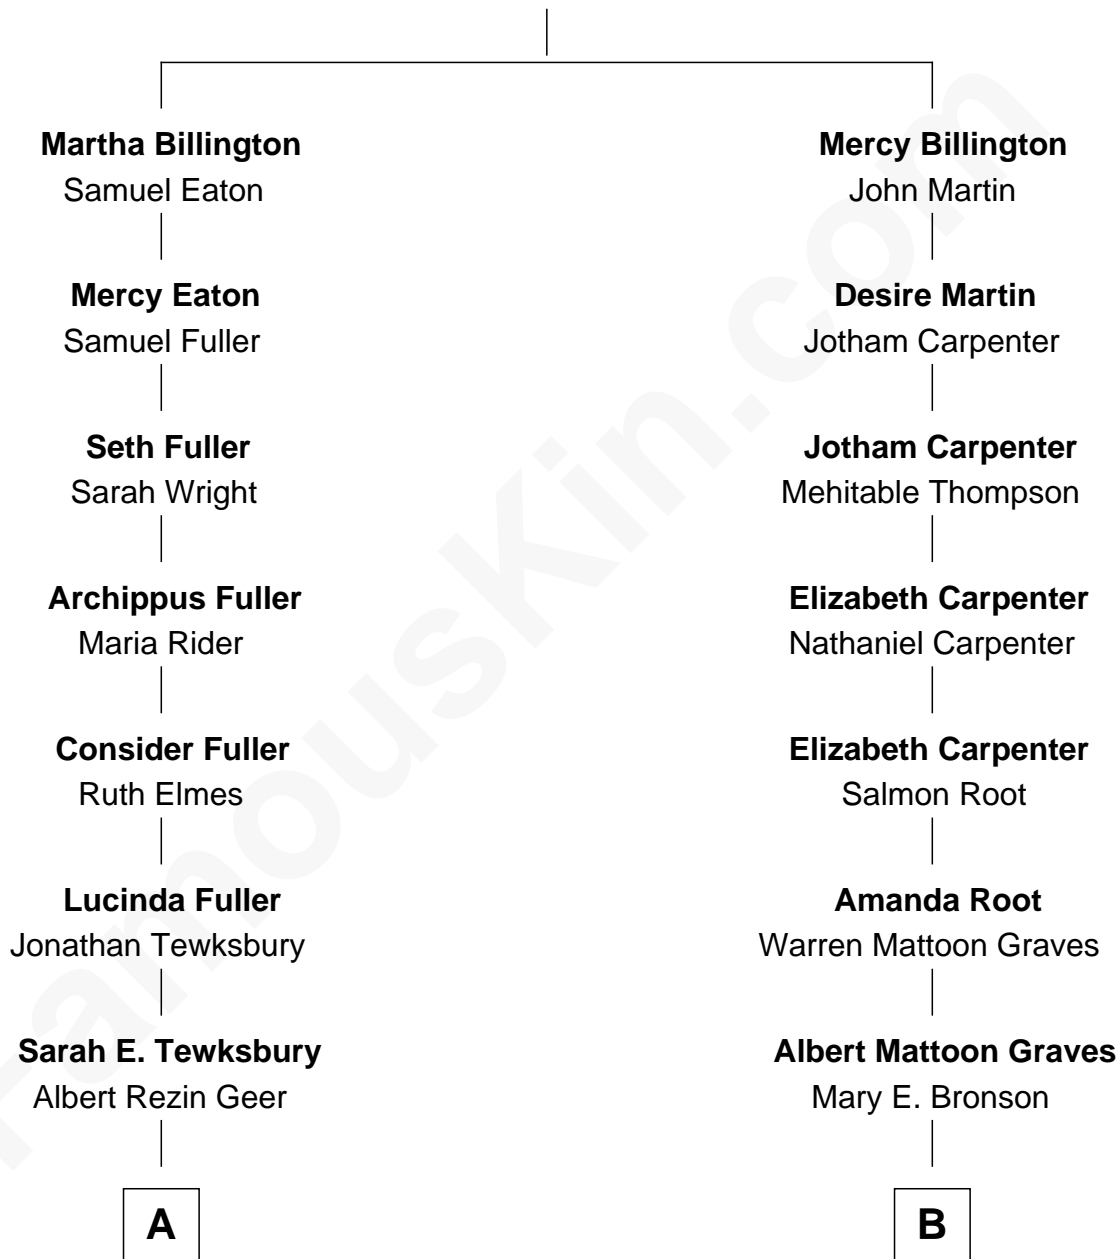 Martha Billington
Samuel Eaton
Mercy Eaton
Samuel Fuller
Seth Fuller
Sarah Wright
Archippus Fuller
Maria Rider
Consider Fuller
Ruth Elmes
Lucinda Fuller
Jonathan Tewksbury
Sarah E. Tewksbury
Albert Rezin Geer
A
Mercy Billington
John Martin
Desire Martin
Jotham Carpenter
Jotham Carpenter
Mehitable Thompson
Elizabeth Carpenter
Nathaniel Carpenter
Elizabeth Carpenter
Salmon Root
Amanda Root
Warren Mattoon Graves
Albert Mattoon Graves
Mary E. Bronson
B
FamousKin.com